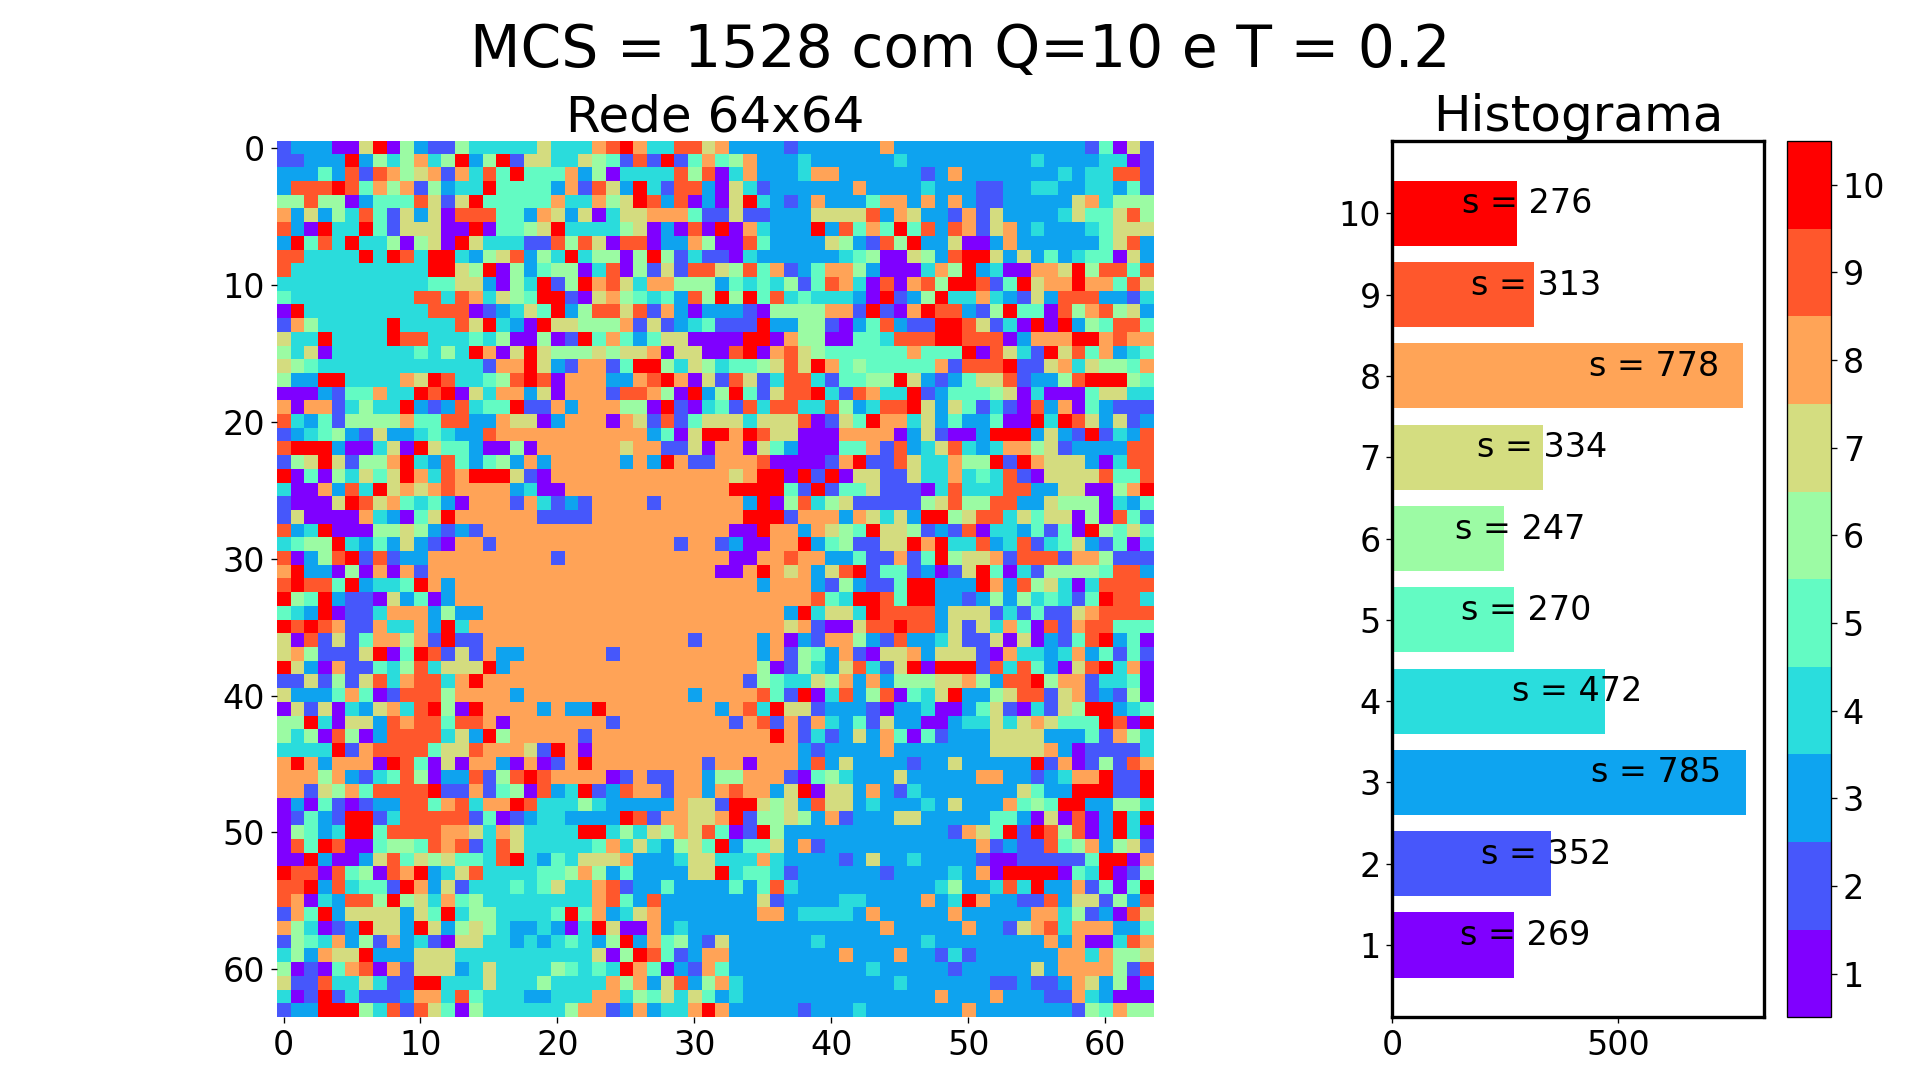 MCS = 1528 com Q=10 e T = 0.2
Rede 64x64
0
10
20
30
40
50
60
0 10 20 30 40 50 60
Histograma
10 s = 276
9 s = 313
8 s = 778
7 s = 334
6 s = 247
5 s = 270
4 s = 472
3 s = 785
2 s = 352
1 s = 269
0 500
10
9
8
7
6
5
4
3
2
1